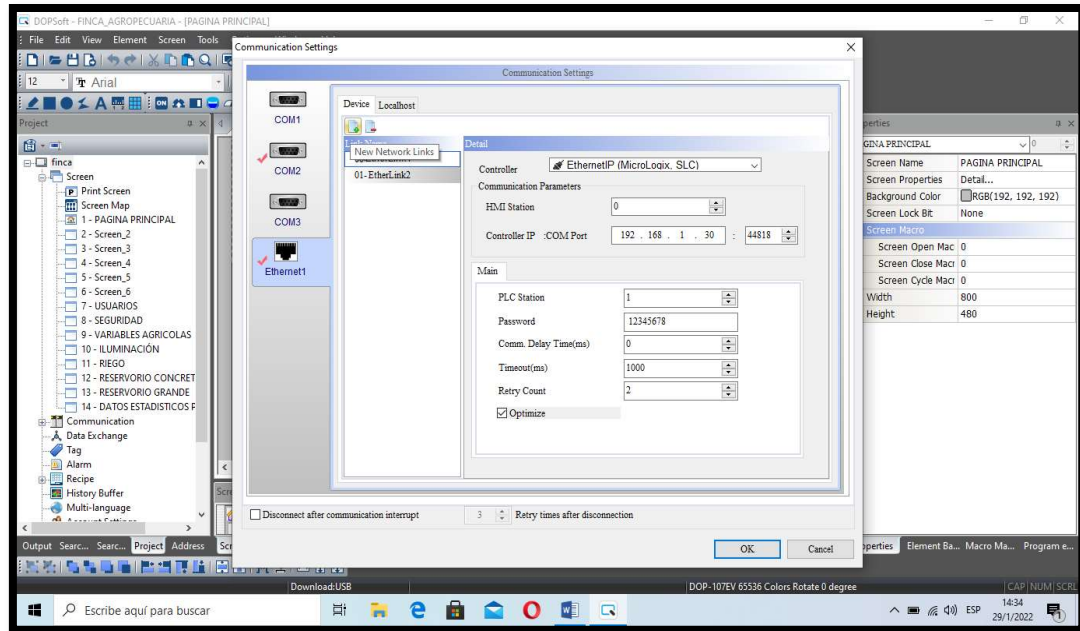 DOPSoft - FINCA_AGROPECUARIA - [PAGINA PRINCIPAL]
File Edit View Element Screen Tools
12 Arial
Project
finca
Screen
Print Screen
Screen Map
1 - PAGINA PRINCIPAL
2 - Screen_2
3 - Screen_3
4 - Screen_4
5 - Screen_5
6 - Screen_6
7 - USUARIOS
8 - SEGURIDAD
9 - VARIABLES AGRICOLAS
10 - ILUMINACIÓN
11 - RIEGO
12 - RESERVORIO CONCRET
13 - RESERVORIO GRANDE
14 - DATOS ESTADISTICOS P
Communication
Data Exchange
Tag
Alarm
Recipe
History Buffer
Multi-language
Output Searc... Searc... Project Address Scr
Communication Settings
Communication Settings
COM1
COM2
COM3
Ethernet1
Device Localhost
New Network Links
01-EtherLink2
Detail
Controller EthernetIP (MicroLogix, SLC)
Communication Parameters
HMI Station 0
Controller IP :COM Port 192 . 168 . 1 . 30 : 44818
Main
PLC Station 1
Password 12345678
Comm. Delay Time(ms) 0
Timeout(ms) 1000
Retry Count 2
Optimize
Disconnect after communication interrupt 3 Retry times after disconnection
OK Cancel
perties
GINA PRINCIPAL 0
Screen Name PAGINA PRINCIPAL
Screen Properties Detail...
Background Color RGB(192, 192, 192)
Screen Lock Bit None
Screen Macro
Screen Open Mac 0
Screen Close Macr 0
Screen Cycle Macr 0
Width 800
Height 480
operties Element Ba... Macro Ma... Program e...
Download:USB DOP-107EV 65536 Colors Rotate 0 degree CAP NUM SCRL
Escribe aquí para buscar
ESP
14:34
29/1/2022